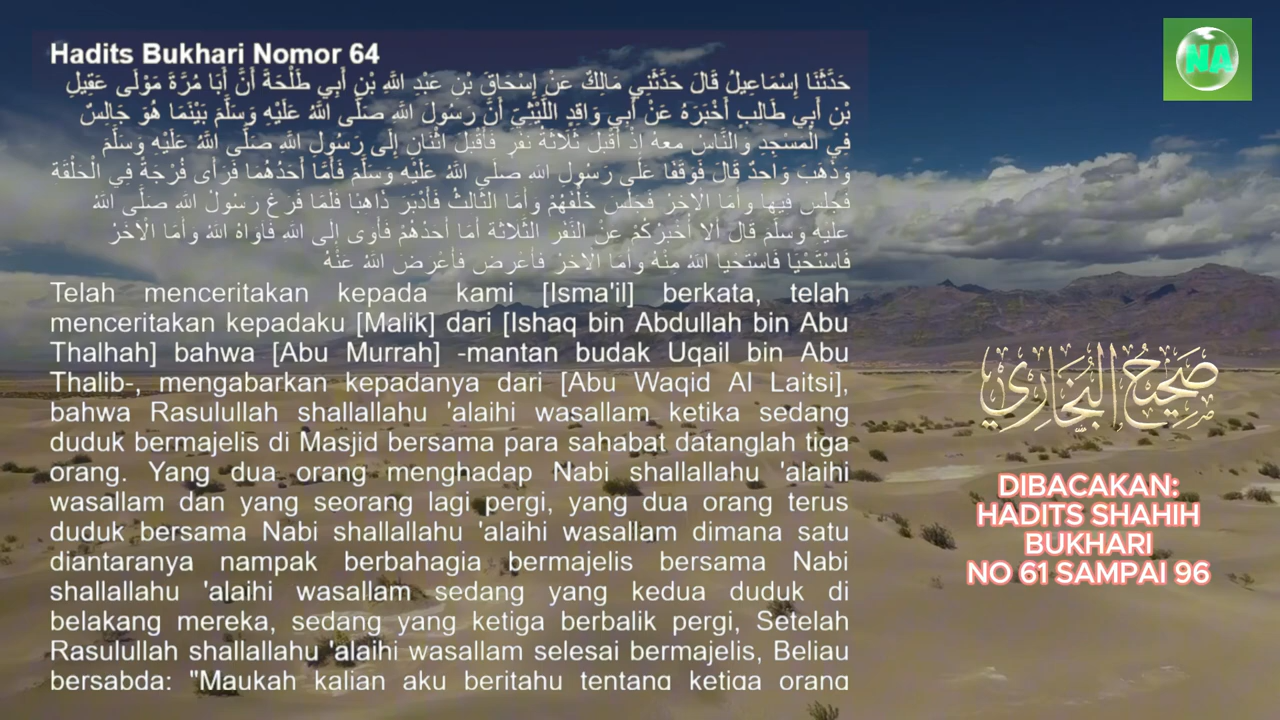 Hadits Bukhari Nomor 64
حَدَّثَنَا إِسْمَاعِيلُ قَالَ حَدَّثَنِي مَالِكٌ عَنْ إِسْحَاقَ بْنِ عَبْدِ اللَّهِ بْنِ أَبِي طَلْحَةَ أَنَّ أَبَا مُرَّةَ مَوْلَى عَقِيلِ
بْنِ أَبِي طَالِبٍ أَخْبَرَهُ عَنْ أَبِي وَاقِدٍ اللَّيْثِيِّ أَنَّ رَسُولَ اللَّهِ صَلَّى اللَّهُ عَلَيْهِ وَسَلَّمَ بَيْنَمَا هُوَ جَالِسٌ
فِي الْمَسْجِدِ وَالنَّاسُ مَعَهُ إِذْ أَقْبَلَ ثَلَاثَةُ نَفَرٍ فَأَقْبَلَ اثْنَانِ إِلَى رَسُولِ اللَّهِ صَلَّى اللَّهُ عَلَيْهِ وَسَلَّمَ
وَذَهَبَ وَاحِدٌ قَالَ فَوَقَفَا عَلَى رَسُولِ اللَّهِ صَلَّى اللَّهُ عَلَيْهِ وَسَلَّمَ فَأَمَّا أَحَدُهُمَا فَرَأَى فُرْجَةً فِي الْحَلْقَةِ
فَجَلَسَ فِيهَا وَأَمَّا الْآخَرُ فَجَلَسَ خَلْفَهُمْ وَأَمَّا الثَّالِثُ فَأَدْبَرَ ذَاهِبًا فَلَمَّا فَرَغَ رَسُولُ اللَّهِ صَلَّى اللَّهُ
عَلَيْهِ وَسَلَّمَ قَالَ أَلَا أُخْبِرُكُمْ عَنْ النَّفَرِ الثَّلَاثَةِ أَمَّا أَحَدُهُمْ فَأَوَى إِلَى اللَّهِ فَآوَاهُ اللَّهُ وَأَمَّا الْآخَرُ
فَاسْتَحْيَا فَاسْتَحْيَا اللَّهُ مِنْهُ وَأَمَّا الْآخَرُ فَأَعْرَضَ فَأَعْرَضَ اللَّهُ عَنْهُ
Telah menceritakan kepada kami [Isma'il] berkata, telah
menceritakan kepadaku [Malik] dari [Ishaq bin Abdullah bin Abu
Thalhah] bahwa [Abu Murrah] -mantan budak Uqail bin Abu
Thalib-, mengabarkan kepadanya dari [Abu Waqid Al Laitsi],
bahwa Rasulullah shallallahu 'alaihi wasallam ketika sedang
duduk bermajelis di Masjid bersama para sahabat datanglah tiga
orang. Yang dua orang menghadap Nabi shallallahu 'alaihi
wasallam dan yang seorang lagi pergi, yang dua orang terus
duduk bersama Nabi shallallahu 'alaihi wasallam dimana satu
diantaranya nampak berbahagia bermajelis bersama Nabi
shallallahu 'alaihi wasallam sedang yang kedua duduk di
belakang mereka, sedang yang ketiga berbalik pergi, Setelah
Rasulullah shallallahu 'alaihi wasallam selesai bermajelis, Beliau
bersabda: "Maukah kalian aku beritahu tentang ketiga orang
NA
صَحِيحُ الْبُخَارِي
DIBACAKAN:
HADITS SHAHIH
BUKHARI
NO 61 SAMPAI 96